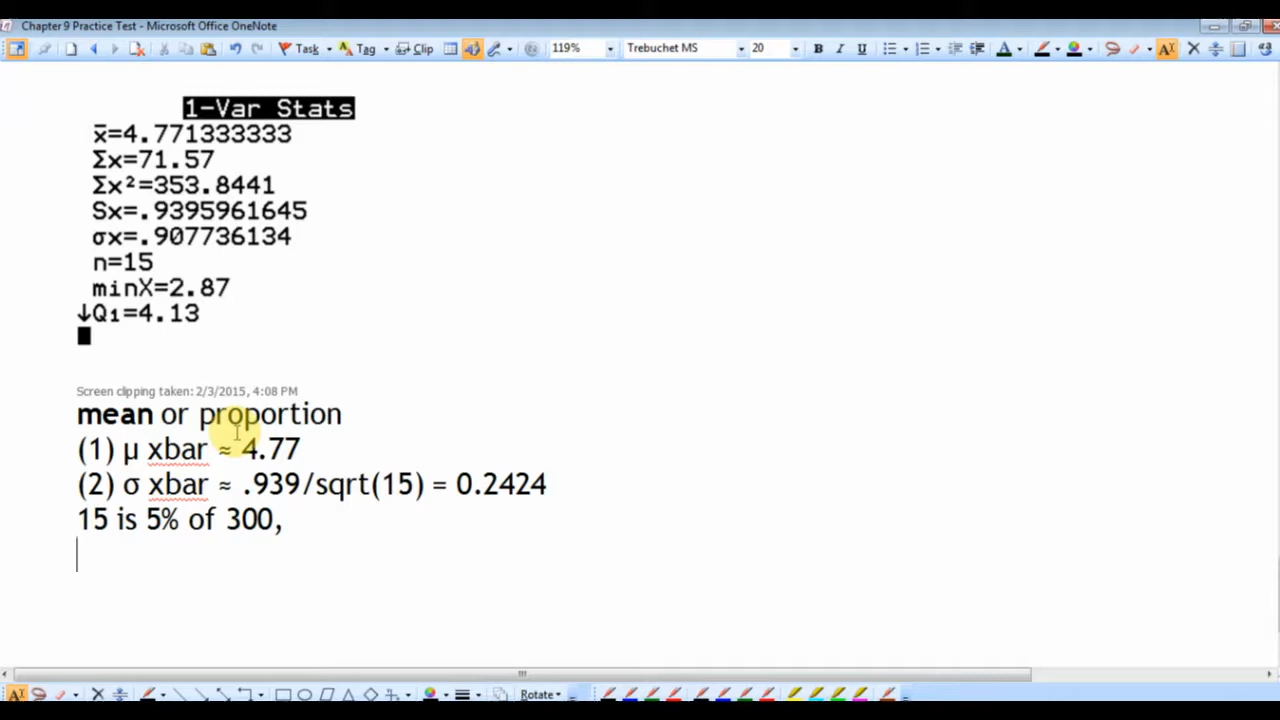 Chapter 9 Practice Test - Microsoft Office OneNote
Task Tag Clip 119% Trebuchet MS 20 B I U
1-Var Stats
x̄=4.771333333
Σx=71.57
Σx²=353.8441
Sx=.9395961645
σx=.907736134
n=15
minX=2.87
↓Q₁=4.13
Screen clipping taken: 2/3/2015, 4:08 PM
mean or proportion
(1) µ xbar ≈ 4.77
(2) σ xbar ≈ .939/sqrt(15) = 0.2424
15 is 5% of 300,
Rotate